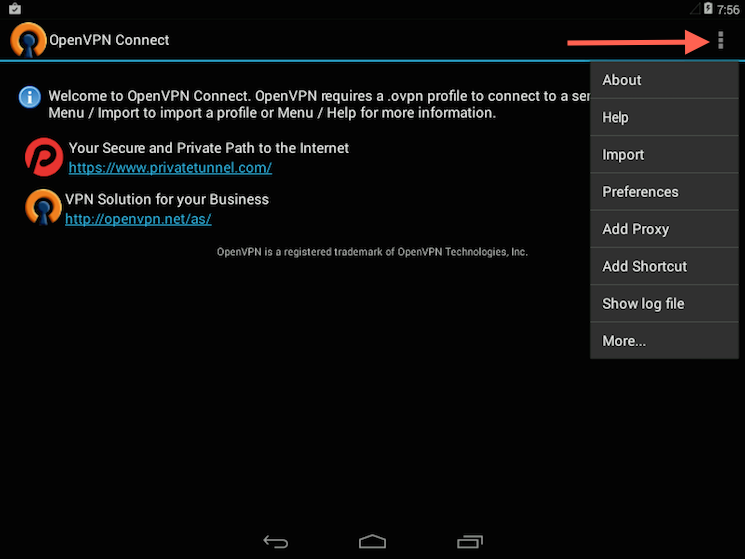 7:56
OpenVPN Connect
Welcome to OpenVPN Connect. OpenVPN requires a .ovpn profile to connect to a
Menu / Import to import a profile or Menu / Help for more information.
Your Secure and Private Path to the Internet
https://www.privatetunnel.com/
VPN Solution for your Business
http://openvpn.net/as/
OpenVPN is a registered trademark of OpenVPN Technologies, Inc.
About
Help
Import
Preferences
Add Proxy
Add Shortcut
Show log file
More...